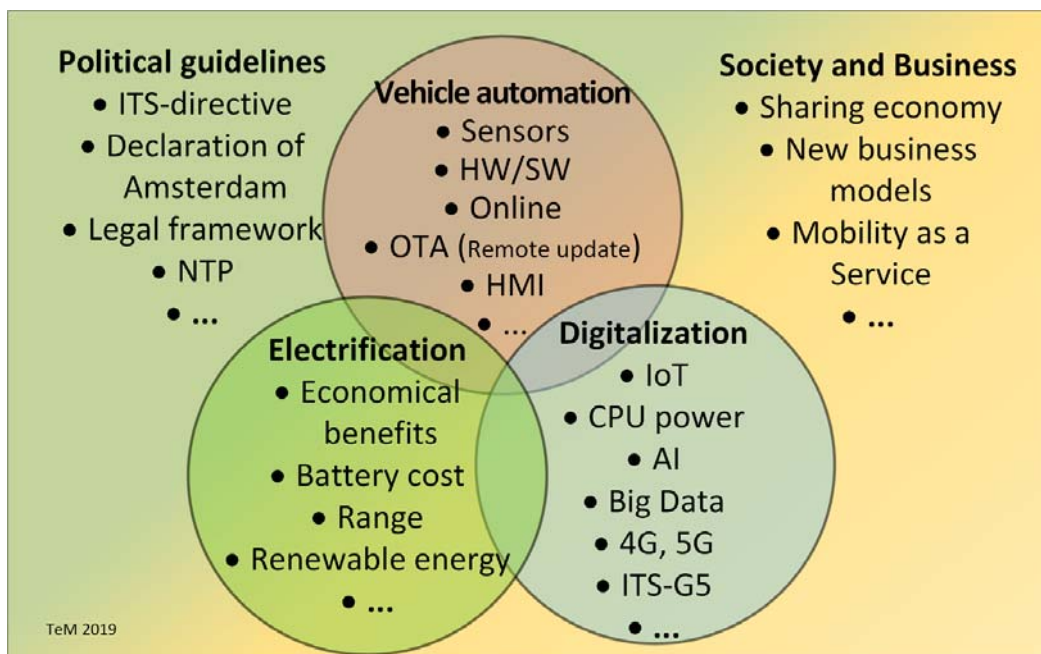 Political guidelines
• ITS-directive
• Declaration of
Amsterdam
• Legal framework
• NTP
• ...
Vehicle automation
• Sensors
• HW/SW
• Online
• OTA (Remote update)
• HMI
• ...
Society and Business
• Sharing economy
• New business
models
• Mobility as a
Service
• ...
Electrification
• Economical
benefits
• Battery cost
• Range
• Renewable energy
• ...
Digitalization
• IoT
• CPU power
• AI
• Big Data
• 4G, 5G
• ITS-G5
• ...
TeM 2019